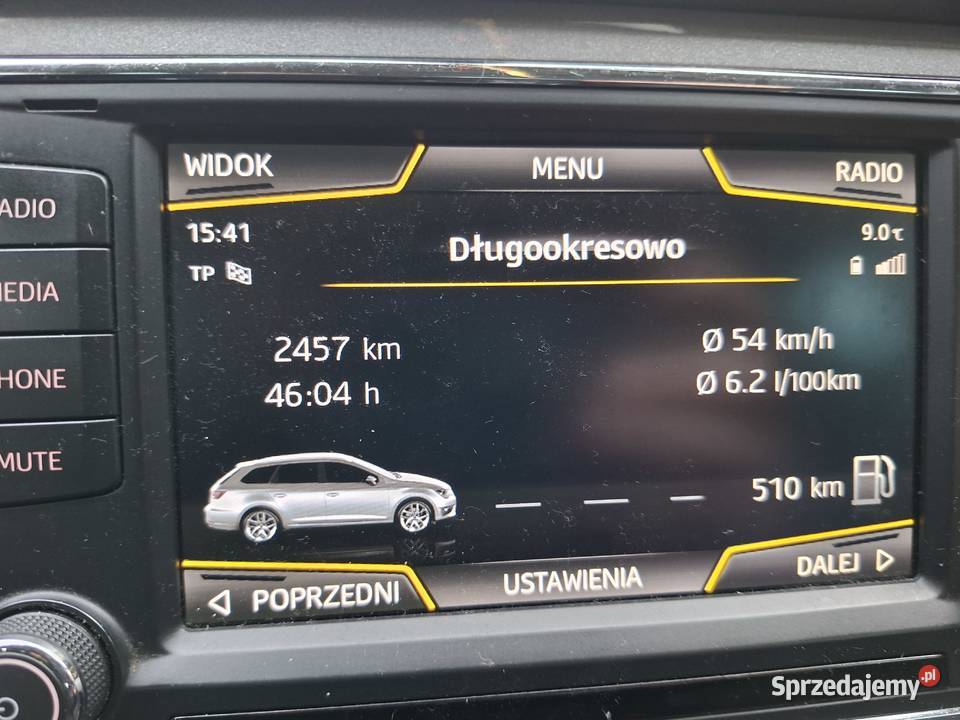 WIDOK
MENU
RADIO
ADIO
15:41
Długookresowo
9.0℃
TP
EDIA
2457 km
Ø 54 km/h
HONE
46:04 h
Ø 6.2 l/100km
MUTE
510 km
POPRZEDNI
USTAWIENIA
DALEJ
Sprzedajemy.pl